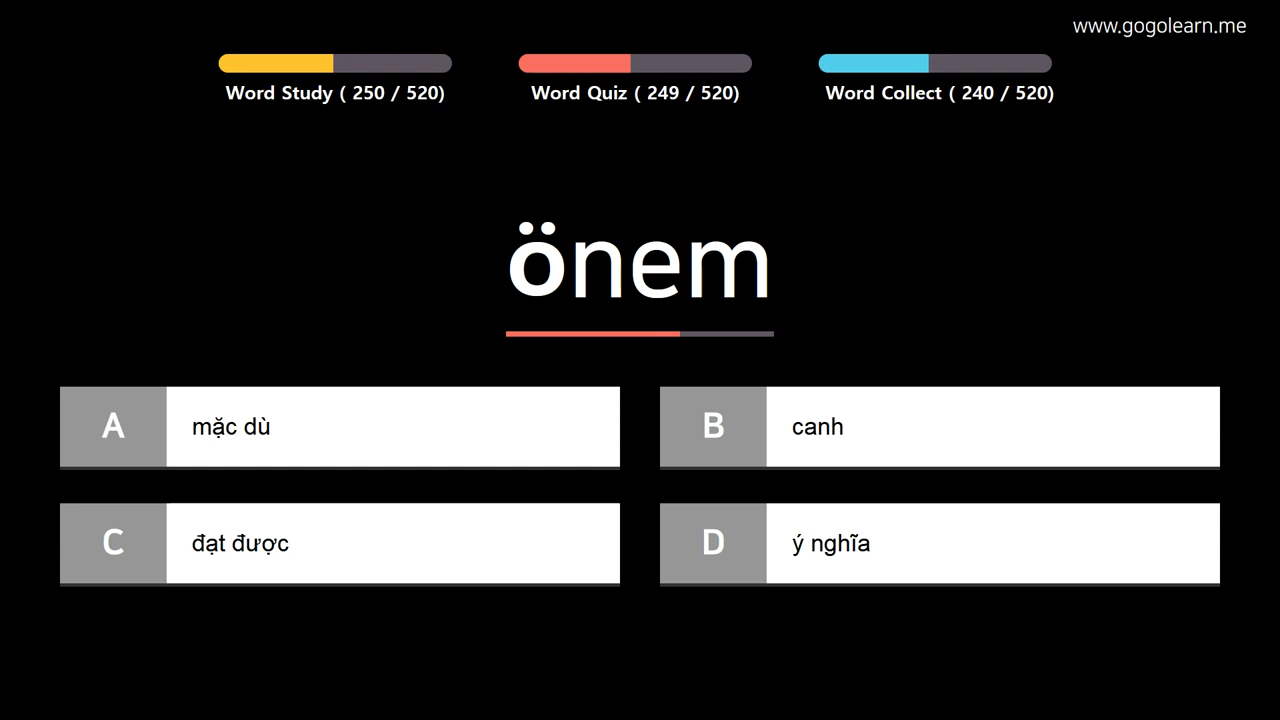 www.gogolearn.me
Word Study ( 250 / 520)
Word Quiz ( 249 / 520)
Word Collect ( 240 / 520)
önem
A mặc dù
B canh
C đạt được
D ý nghĩa